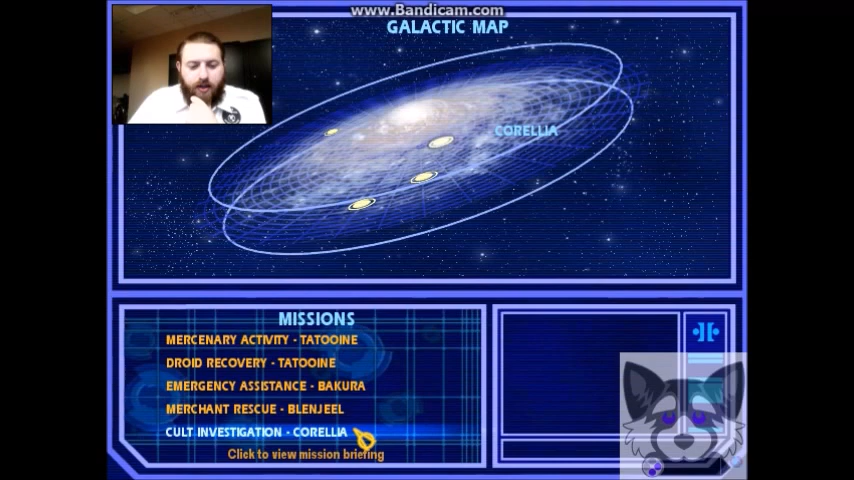 www.Bandicam.com
GALACTIC MAP
CORELLIA
MISSIONS
MERCENARY ACTIVITY - TATOOINE
DROID RECOVERY - TATOOINE
EMERGENCY ASSISTANCE - BAKURA
MERCHANT RESCUE - BLENJEEL
CULT INVESTIGATION - CORELLIA
Click to view mission briefing